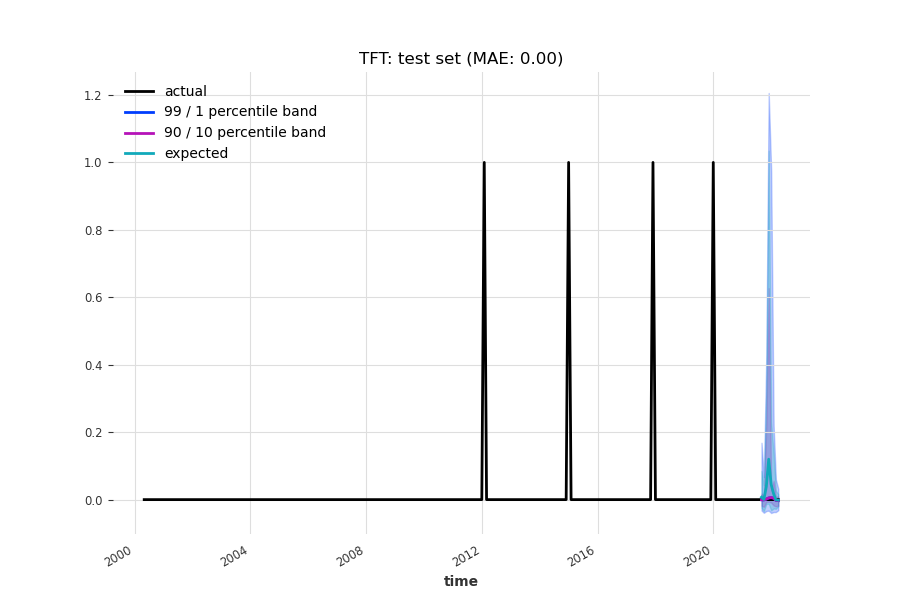 TFT: test set (MAE: 0.00)
actual
99 / 1 percentile band
90 / 10 percentile band
expected
1.2
1.0
0.8
0.6
0.4
0.2
0.0
2000
2004
2008
2012
2016
2020
time